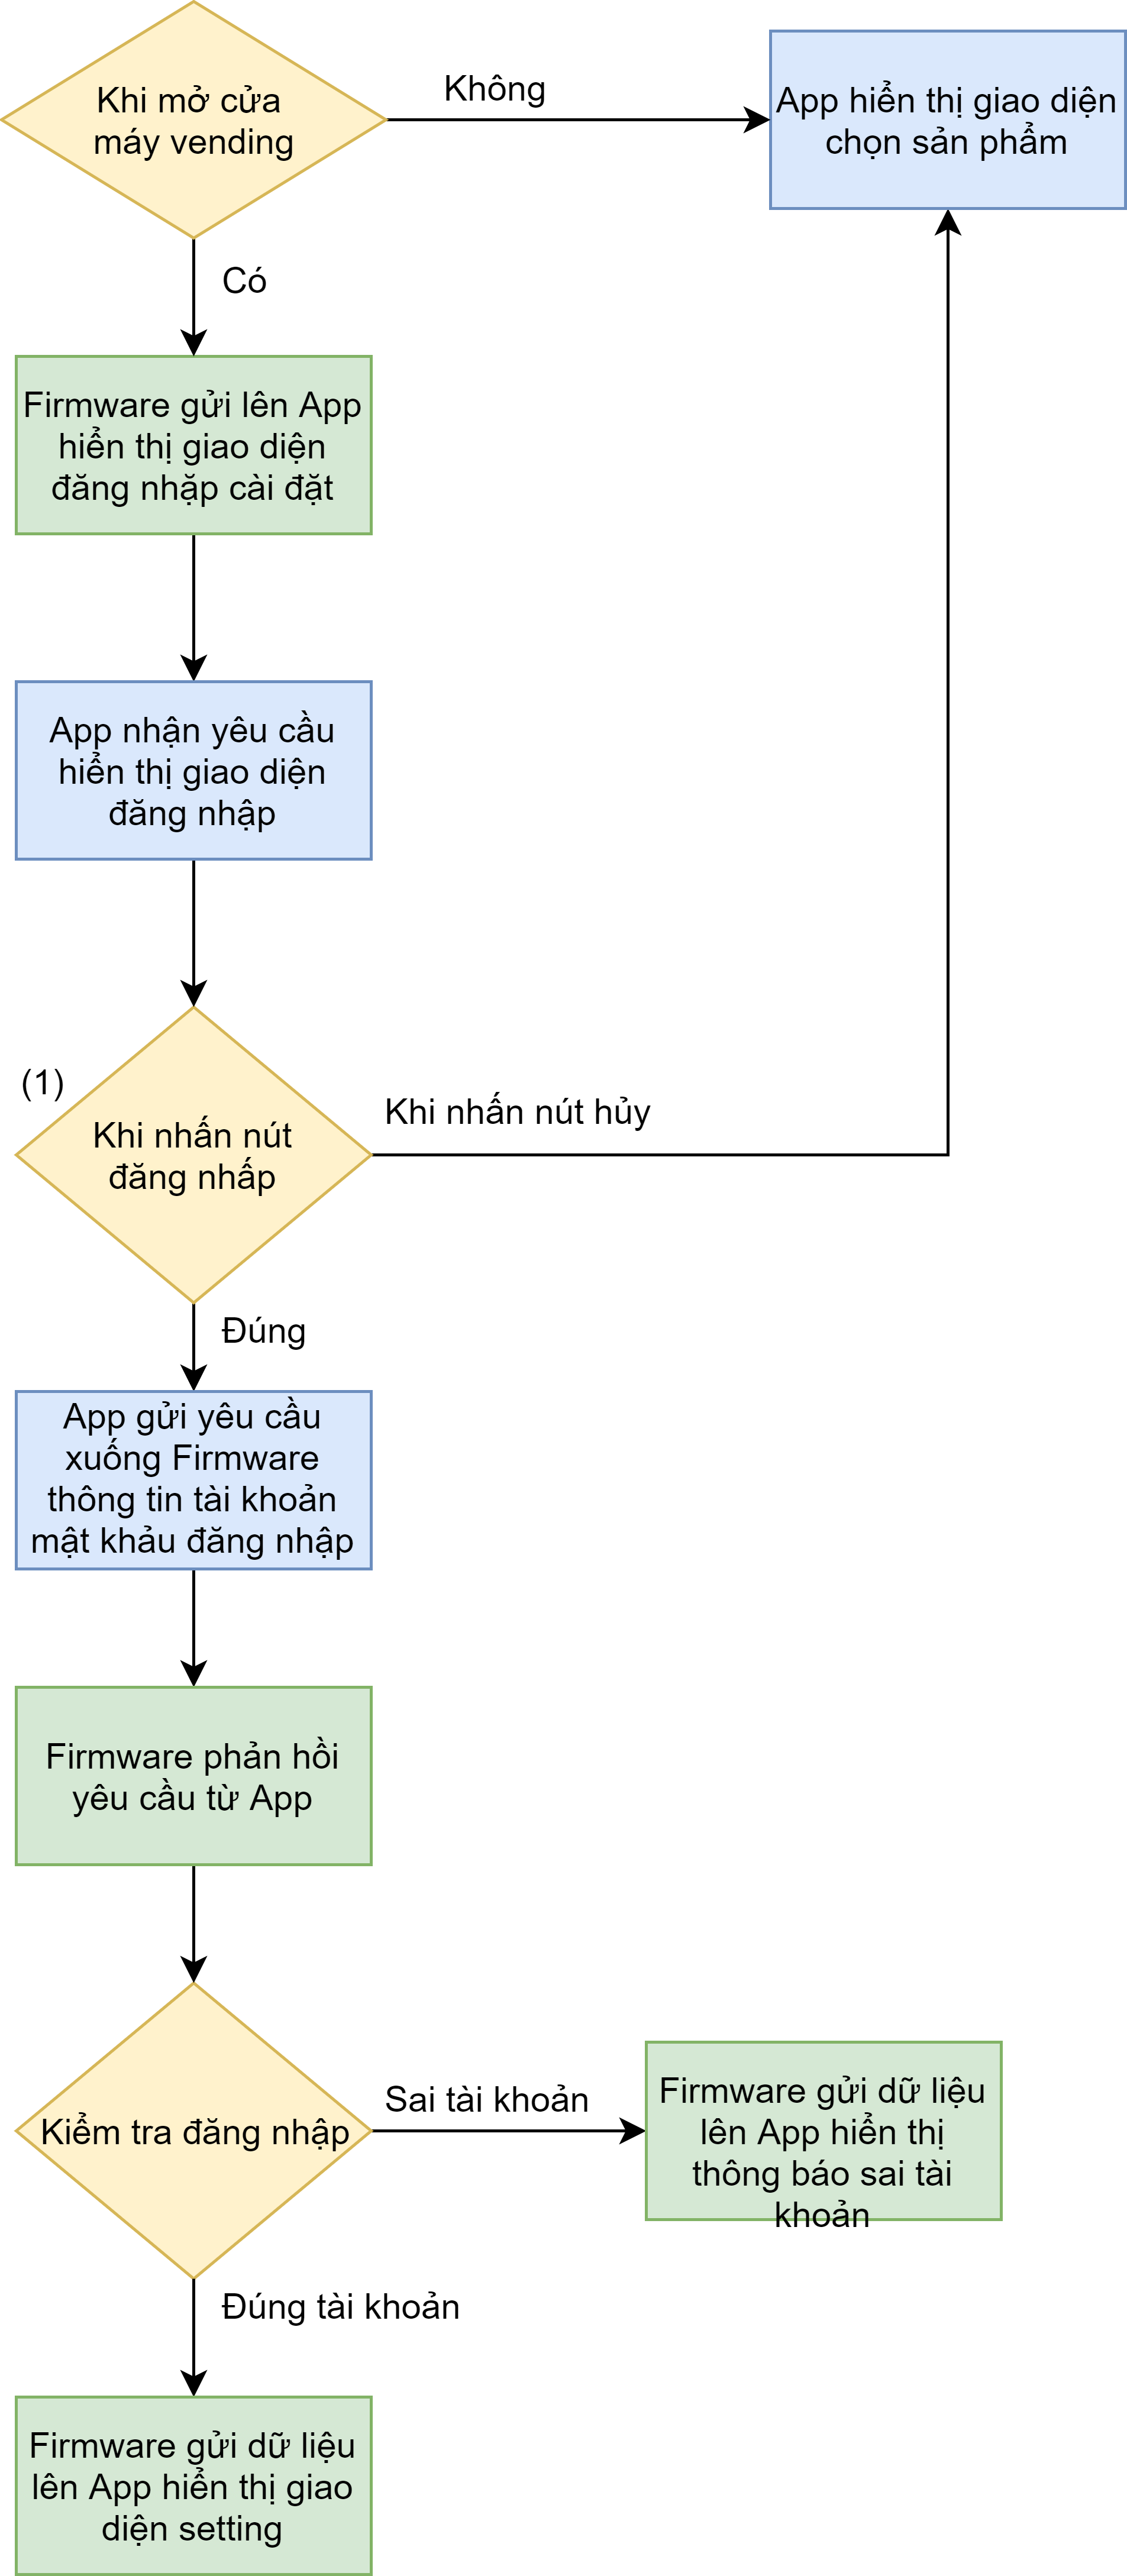 Khi mở cửa
máy vending
Không
App hiển thị giao diện
chọn sản phẩm
Có
Firmware gửi lên App
hiển thị giao diện
đăng nhặp cài đặt
App nhận yêu cầu
hiển thị giao diện
đăng nhập
(1)
Khi nhấn nút
đăng nhấp
Khi nhấn nút hủy
Đúng
App gửi yêu cầu
xuống Firmware
thông tin tài khoản
mật khảu đăng nhập
Firmware phản hồi
yêu cầu từ App
Kiểm tra đăng nhập
Sai tài khoản
Firmware gửi dữ liệu
lên App hiển thị
thông báo sai tài
khoản
Đúng tài khoản
Firmware gửi dữ liệu
lên App hiển thị giao
diện setting